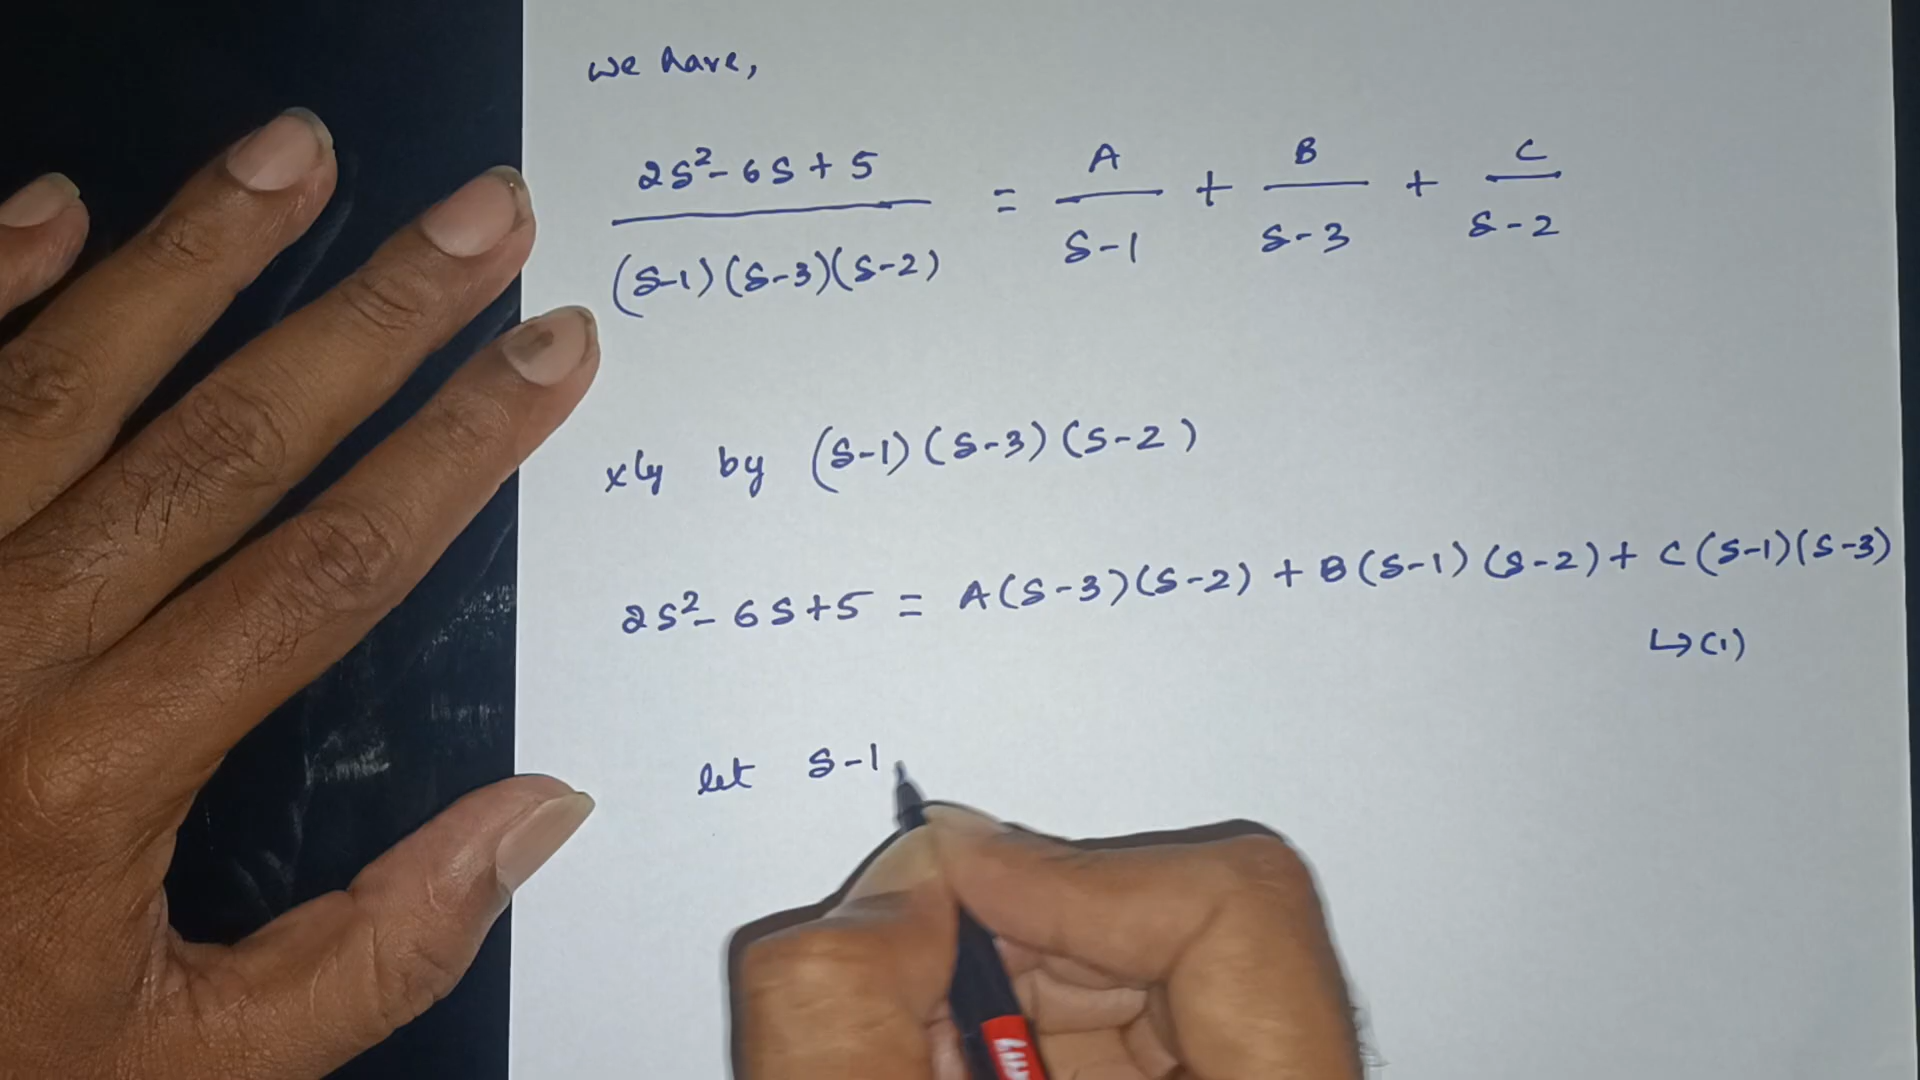 we have,
2s²-6s+5 / (s-1)(s-3)(s-2) = A / s-1 + B / s-3 + C / s-2
xly by (s-1)(s-3)(s-2)
2s²-6s+5 = A(s-3)(s-2) + B(s-1)(s-2) + C(s-1)(s-3)
↳(1)
let s-1